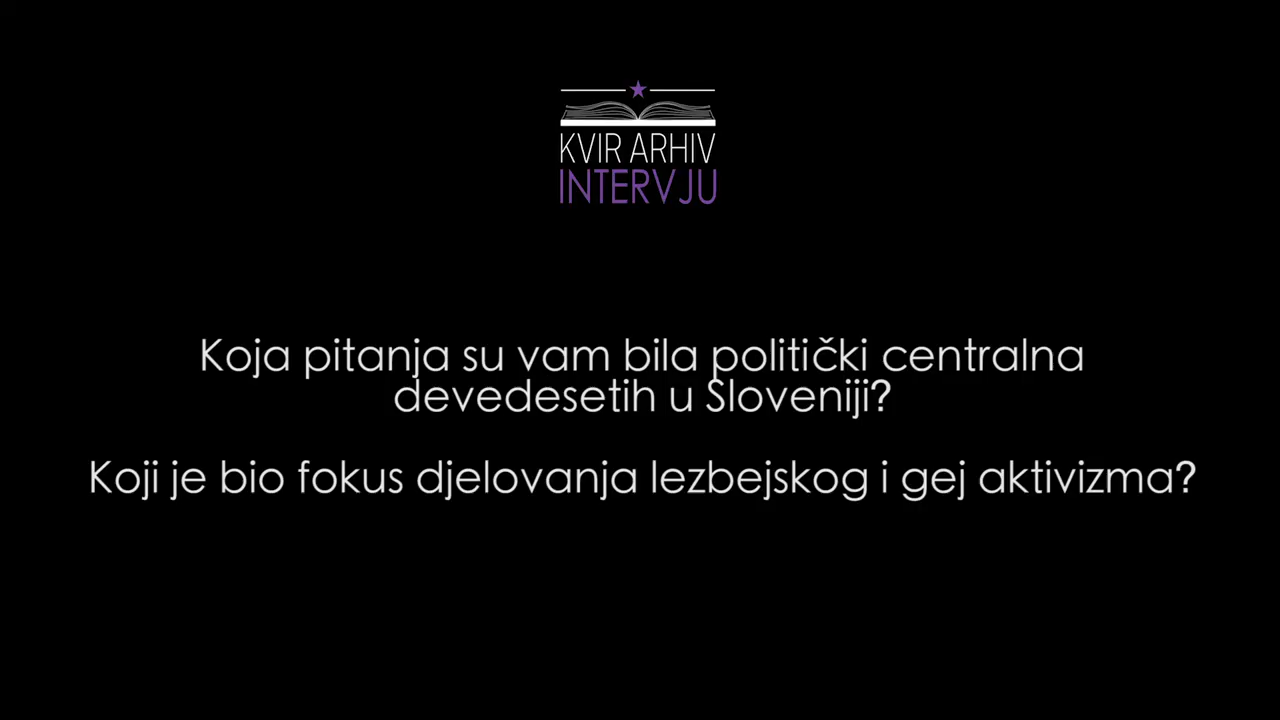 KVIR ARHIV
INTERVJU
Koja pitanja su vam bila politički centralna
devedesetih u Sloveniji?
Koji je bio fokus djelovanja lezbejskog i gej aktivizma?